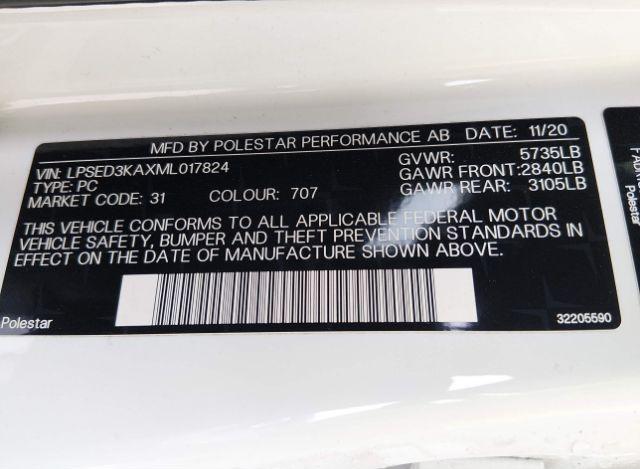 MFD BY POLESTAR PERFORMANCE AB DATE: 11/20
VIN: LPSED3KAXML017824 GVWR: 5735LB
TYPE: PC GAWR FRONT: 2840LB
MARKET CODE: 31 COLOUR: 707 GAWR REAR: 3105LB
THIS VEHICLE CONFORMS TO ALL APPLICABLE FEDERAL MOTOR
VEHICLE SAFETY, BUMPER AND THEFT PREVENTION STANDARDS IN
EFFECT ON THE DATE OF MANUFACTURE SHOWN ABOVE.
Polestar 32205590
Polestar